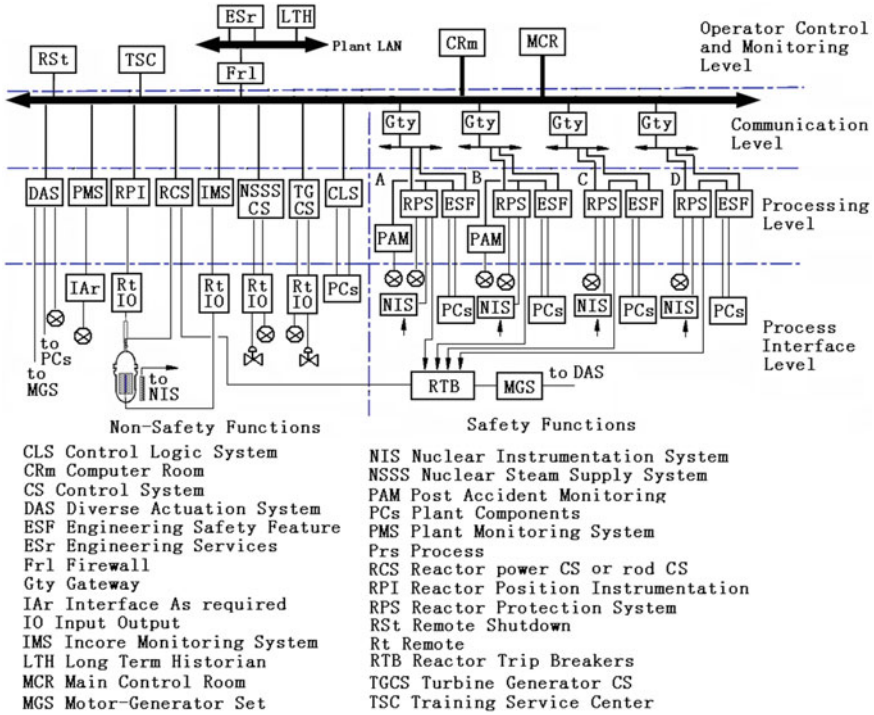 ESr LTH
Plant LAN
RSt TSC Frl CRm MCR
Operator Control
and Monitoring
Level
Gty Gty Gty Gty
Communication
Level
A B C D
DAS PMS RPI RCS IMS NSSS CS TG CS CLS
RPS ESF RPS ESF RPS ESF RPS ESF
PAM PAM
Processing
Level
IAr Rt IO Rt IO Rt IO Rt IO PCs
NIS PCs NIS PCs NIS PCs NIS PCs
to
PCs
to
MGS
to
NIS
RTB MGS to DAS
Process
Interface
Level
Non-Safety Functions
Safety Functions
CLS Control Logic System
CRm Computer Room
CS Control System
DAS Diverse Actuation System
ESF Engineering Safety Feature
ESr Engineering Services
Frl Firewall
Gty Gateway
IAr Interface As required
IO Input Output
IMS Incore Monitoring System
LTH Long Term Historian
MCR Main Control Room
MGS Motor-Generator Set
NIS Nuclear Instrumentation System
NSSS Nuclear Steam Supply System
PAM Post Accident Monitoring
PCs Plant Components
PMS Plant Monitoring System
Prs Process
RCS Reactor power CS or rod CS
RPI Reactor Position Instrumentation
RPS Reactor Protection System
RSt Remote Shutdown
Rt Remote
RTB Reactor Trip Breakers
TGCS Turbine Generator CS
TSC Training Service Center